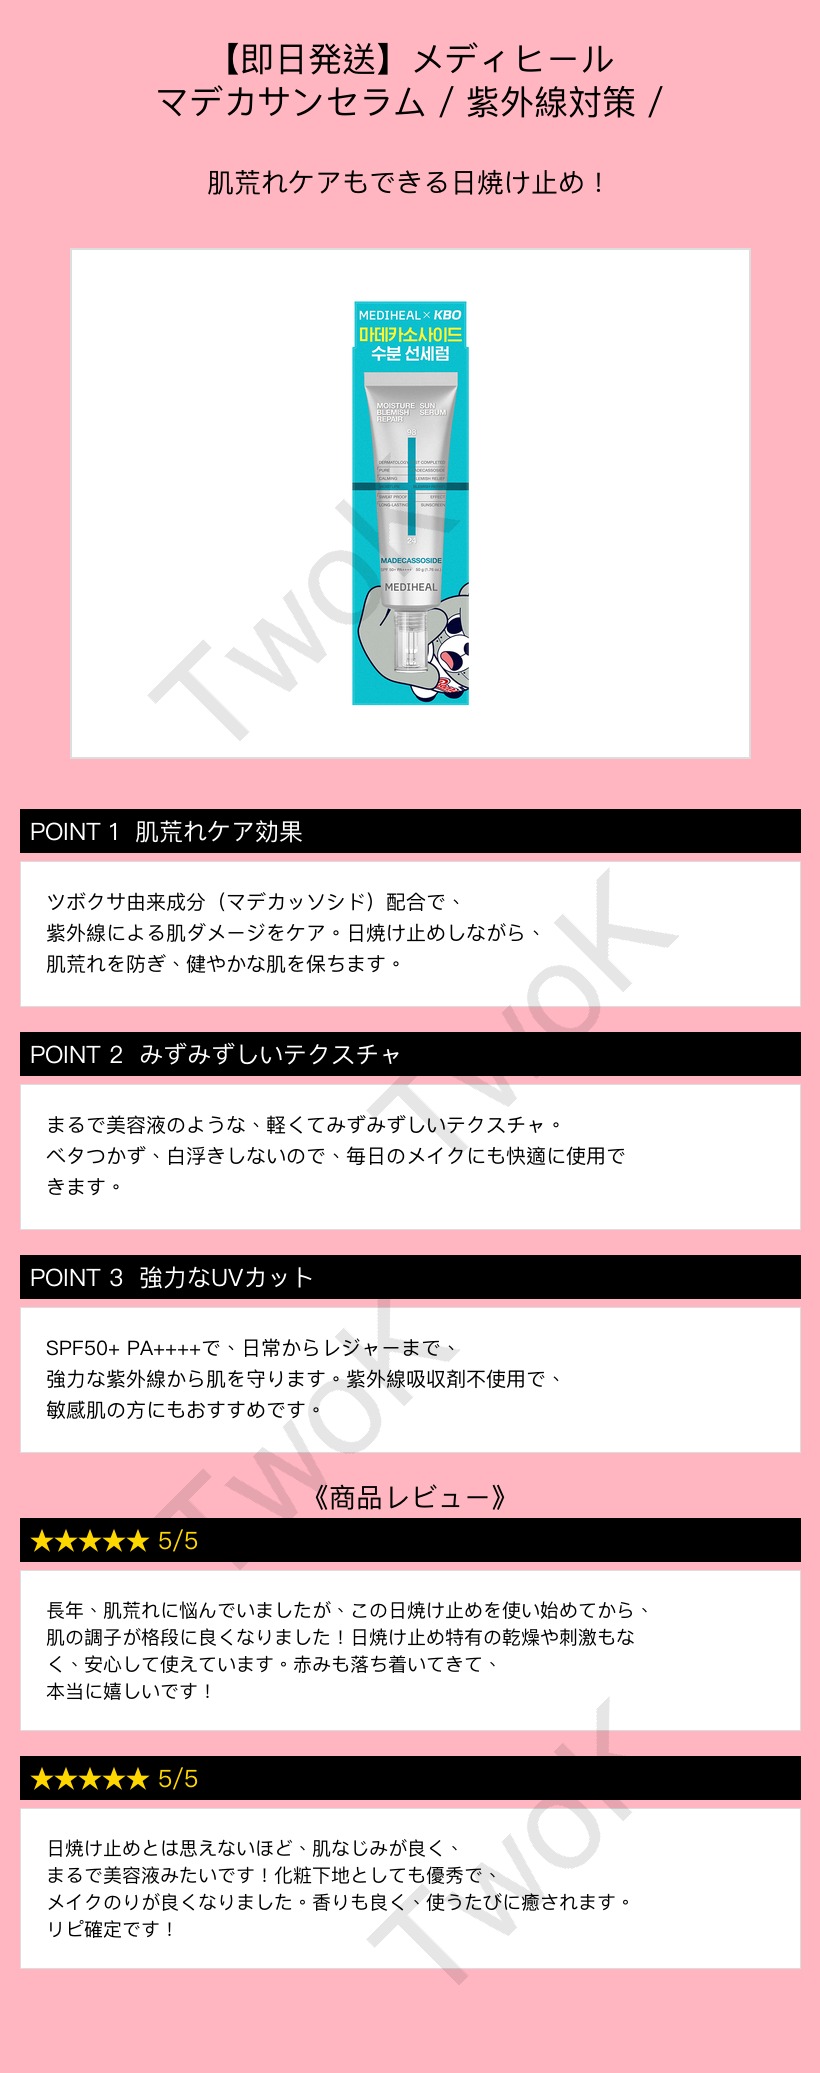 【即日発送】メディヒール
マデカサンセラム / 紫外線対策 /
肌荒れケアもできる日焼け止め！
MEDIHEAL × KBO
마데카소사이드
수분 선세럼
MOISTURE SUN
BLEMISH SERUM
REPAIR
MADECASSOSIDE
MEDIHEAL
TwoK
POINT 1 肌荒れケア効果
ツボクサ由来成分（マデカッソシド）配合で、
紫外線による肌ダメージをケア。日焼け止めしながら、
肌荒れを防ぎ、健やかな肌を保ちます。
TwoK
POINT 2 みずみずしいテクスチャ
まるで美容液のような、軽くてみずみずしいテクスチャ。
ベタつかず、白浮きしないので、毎日のメイクにも快適に使用で
きます。
POINT 3 強力なUVカット
SPF50+ PA++++で、日常からレジャーまで、
強力な紫外線から肌を守ります。紫外線吸収剤不使用で、
敏感肌の方にもおすすめです。
TwoK
《商品レビュー》
★★★★★ 5/5
長年、肌荒れに悩んでいましたが、この日焼け止めを使い始めてから、
肌の調子が格段に良くなりました！日焼け止め特有の乾燥や刺激もな
く、安心して使えています。赤みも落ち着いてきて、
本当に嬉しいです！
★★★★★ 5/5
日焼け止めとは思えないほど、肌なじみが良く、
まるで美容液みたいです！化粧下地としても優秀で、
メイクのりが良くなりました。香りも良く、使うたびに癒されます。
リピ確定です！
TwoK